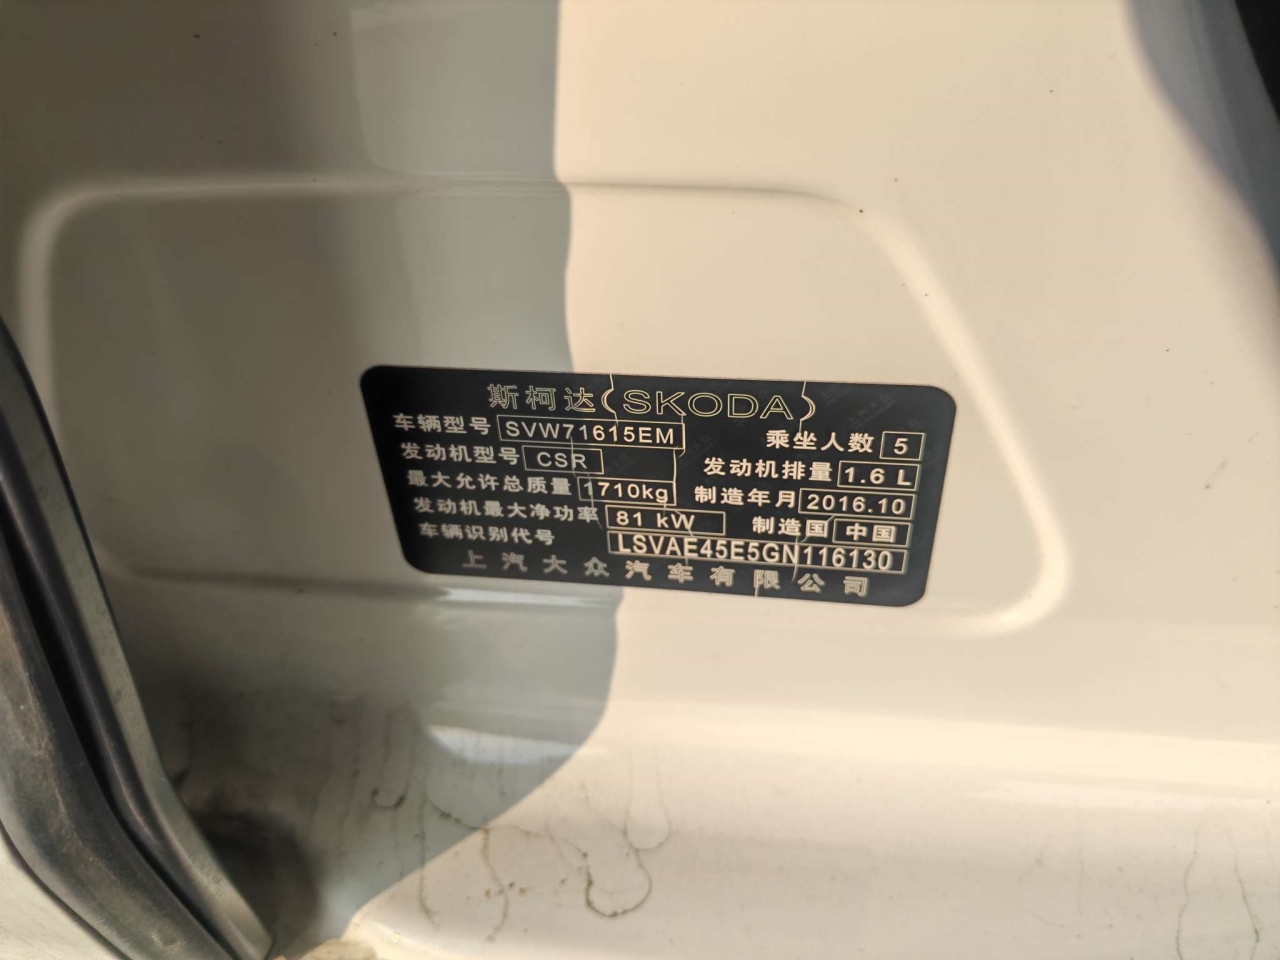 斯柯达(SKODA)
车辆型号 SVW71615EM 乘坐人数 5
发动机型号 CSR 发动机排量 1.6 L
最大允许总质量 1710kg 制造年月 2016.10
发动机最大净功率 81 kW 制造国 中国
车辆识别代号 LSVAE45E5GN116130
上汽大众汽车有限公司